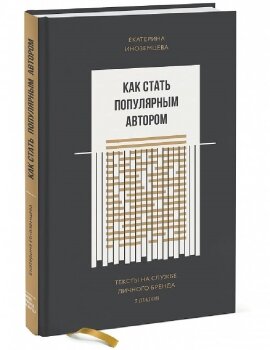 ЕКАТЕРИНА
ИНОЗЕМЦЕВА
КАК СТАТЬ
ПОПУЛЯРНЫМ
АВТОРОМ
ТЕКСТЫ НА СЛУЖБЕ
ЛИЧНОГО БРЕНДА
КАК СТАТЬ ПОПУЛЯРНЫМ АВТОРОМ
ЕКАТЕРИНА ИНОЗЕМЦЕВА